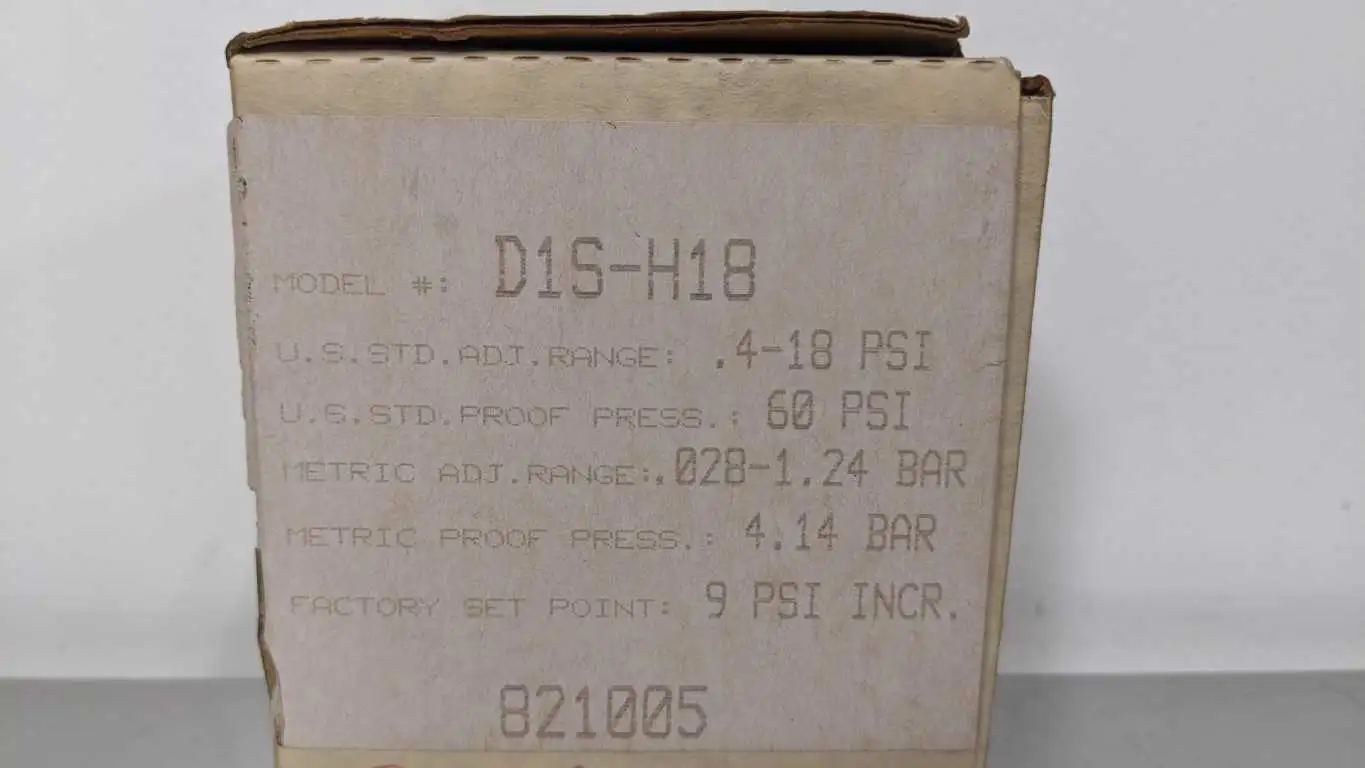 MODEL #: D1S-H18
U.S.STD.ADJ.RANGE: .4-18 PSI
U.S.STD.PROOF PRESS.: 60 PSI
METRIC ADJ.RANGE:.028-1.24 BAR
METRIC PROOF PRESS.: 4.14 BAR
FACTORY SET POINT: 9 PSI INCR.
821005